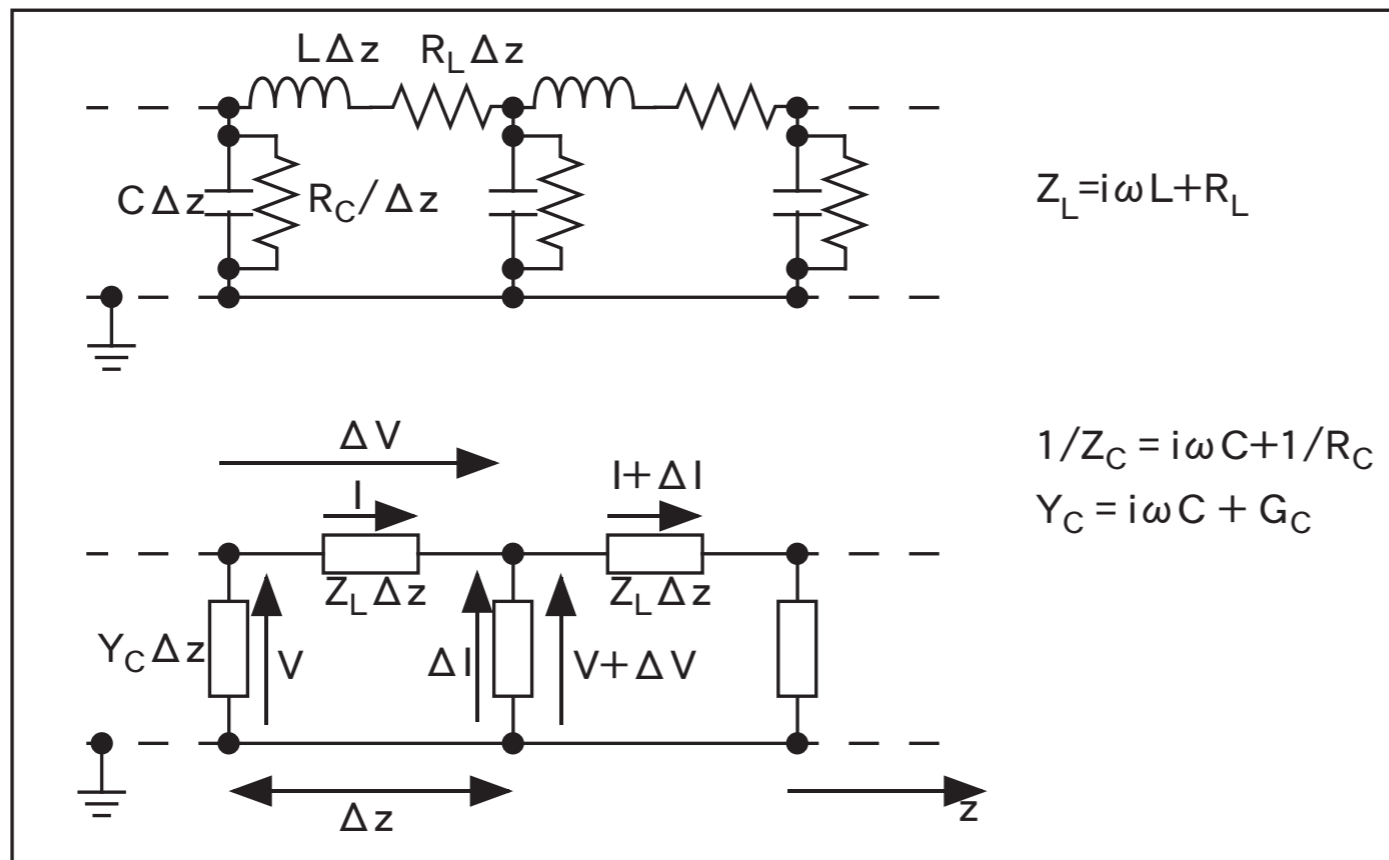 LΔz
R_LΔz
CΔz
R_C/Δz
Z_L=iωL+R_L
ΔV
I
I+ΔI
1/Z_C = iωC+1/R_C
Y_C = iωC + G_C
Z_LΔz
Z_LΔz
Y_CΔz
V
ΔI
V+ΔV
Δz
z